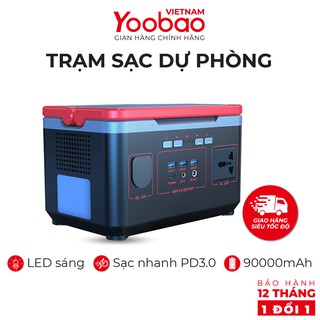 VIETNAM
Yoobao
GIAN HÀNG CHÍNH HÃNG
TRẠM SẠC DỰ PHÒNG
GIAO HÀNG
SIÊU TỐC ĐỘ
LED sáng
Sạc nhanh PD3.0
90000mAh
BẢO HÀNH
12 THÁNG
1 ĐỔI 1